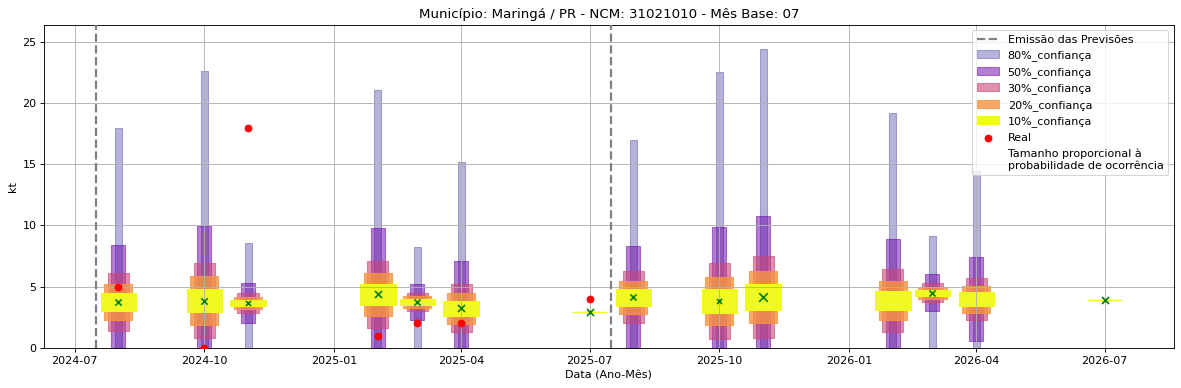 Município: Maringá / PR - NCM: 31021010 - Mês Base: 07
25
20
15
10
5
0
kt
Emissão das Previsões
80%_confiança
50%_confiança
30%_confiança
20%_confiança
10%_confiança
Real
Tamanho proporcional à
probabilidade de ocorrência
2024-07
2024-10
2025-01
2025-04
2025-07
2025-10
2026-01
2026-04
2026-07
Data (Ano-Mês)